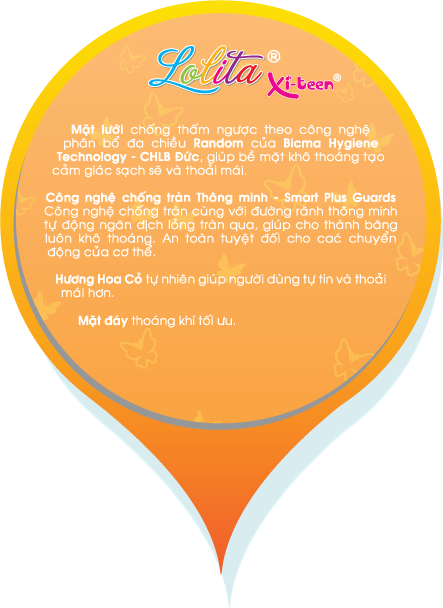 Lolita® Xi-teen®
Mặt lưới chống thấm ngược theo công nghệ
phân bổ đa chiều Random của Bicma Hygiene
Technology - CHLB Đức, giúp bề mặt khô thoáng tạo
cảm giác sạch sẽ và thoải mái.
Công nghệ chống tràn Thông minh - Smart Plus Guards
Công nghệ chống tràn cùng với đường rãnh thông minh
tự động ngăn dịch lỏng tràn qua, giúp cho thành băng
luôn khô thoáng. An toàn tuyệt đối cho các chuyển
động của cơ thể.
Hương Hoa Cỏ tự nhiên giúp người dùng tự tin và thoải
mái hơn.
Mặt đáy thoáng khí tối ưu.